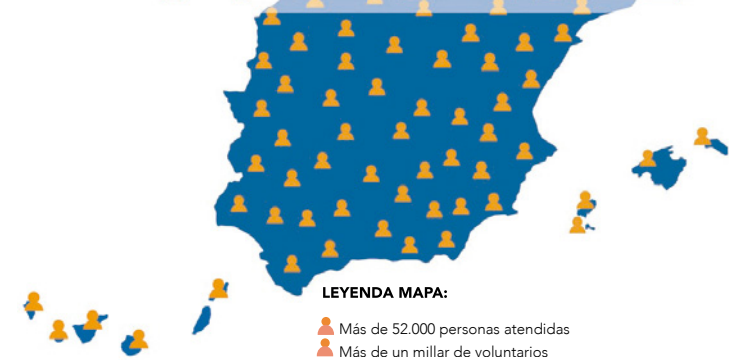 LEYENDA MAPA:
Más de 52.000 personas atendidas
Más de un millar de voluntarios